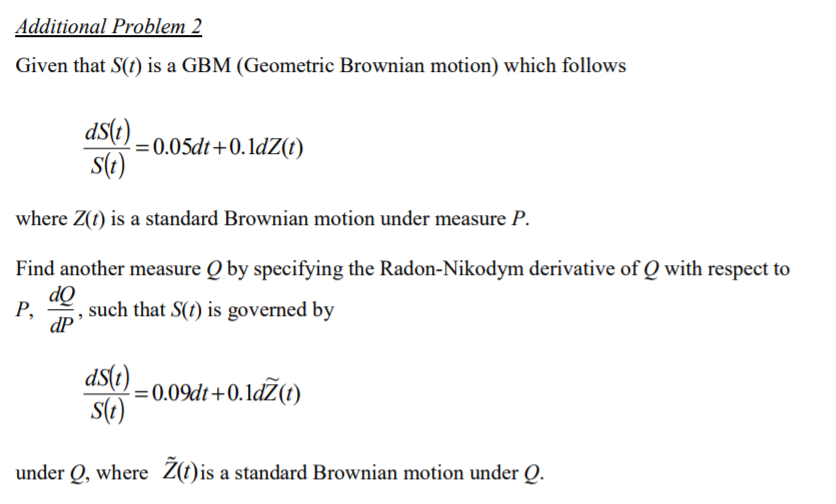 Additional Problem 2
Given that S(t) is a GBM (Geometric Brownian motion) which follows
dS(t)/S(t) = 0.05dt + 0.1dZ(t)
where Z(t) is a standard Brownian motion under measure P.
Find another measure Q by specifying the Radon-Nikodym derivative of Q with respect to
P, dQ/dP, such that S(t) is governed by
dS(t)/S(t) = 0.09dt + 0.1dZ̃(t)
under Q, where Z̃(t) is a standard Brownian motion under Q.